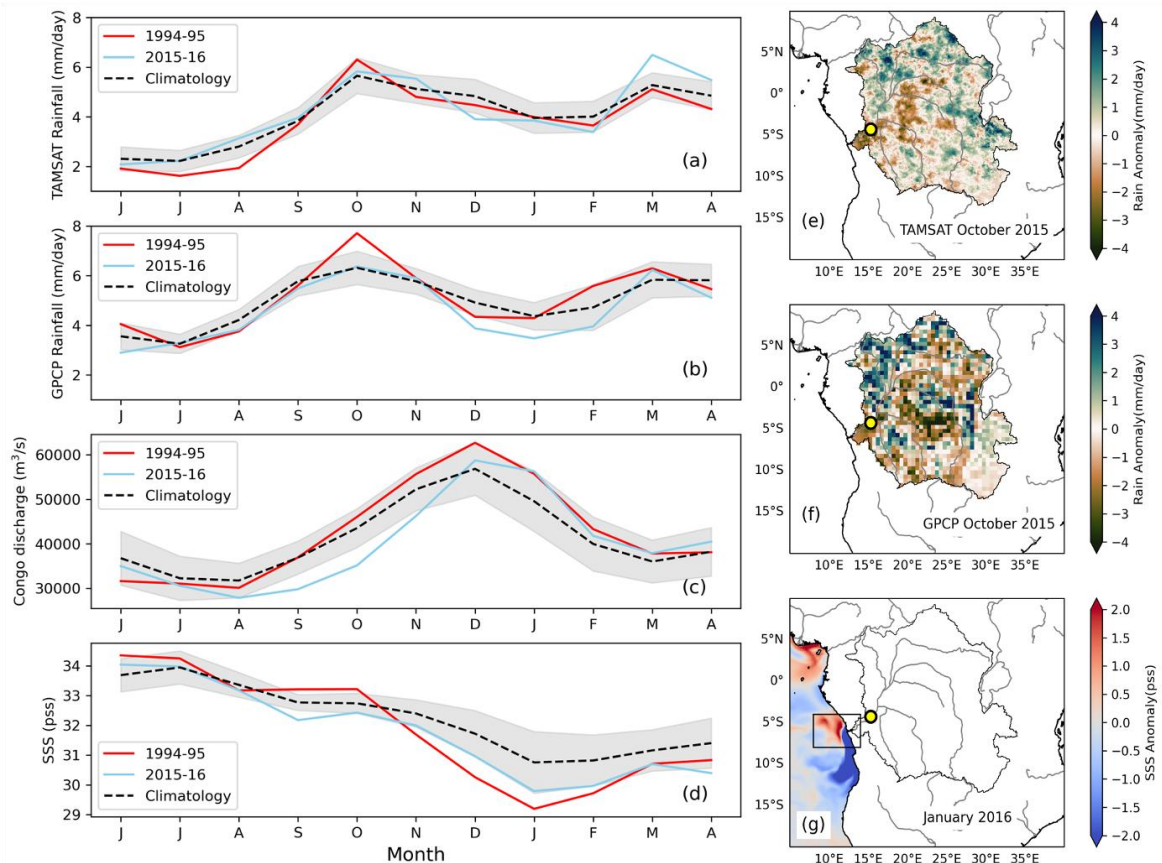 8
6
4
2
TAMSAT Rainfall (mm/day)
1994-95
2015-16
Climatology
(a)
J J A S O N D J F M A
8
6
4
2
GPCP Rainfall (mm/day)
1994-95
2015-16
Climatology
(b)
J J A S O N D J F M A
60000
50000
40000
30000
Congo discharge (m³/s)
1994-95
2015-16
Climatology
(c)
J J A S O N D J F M A
34
33
32
31
30
29
SSS (pss)
1994-95
2015-16
Climatology
(d)
J J A S O N D J F M A
Month
5°N
0°
5°S
10°S
15°S
(e)
TAMSAT October 2015
10°E 15°E 20°E 25°E 30°E 35°E
4
3
2
1
0
−1
−2
−3
−4
Rain Anomaly(mm/day)
5°N
0°
5°S
10°S
15°S
(f)
GPCP October 2015
10°E 15°E 20°E 25°E 30°E 35°E
4
3
2
1
0
−1
−2
−3
−4
Rain Anomaly(mm/day)
5°N
0°
5°S
10°S
15°S
(g)
January 2016
10°E 15°E 20°E 25°E 30°E 35°E
2.0
1.5
1.0
0.5
0.0
−0.5
−1.0
−1.5
−2.0
SSS Anomaly(pss)